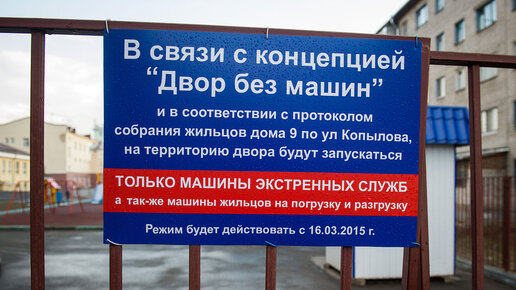 В связи с концепцией
“Двор без машин”
и в соответствии с протоколом
собрания жильцов дома 9 по ул Копылова,
на территорию двора будут запускаться
ТОЛЬКО МАШИНЫ ЭКСТРЕННЫХ СЛУЖБ
а так-же машины жильцов на погрузку и разгрузку
Режим будет действовать с 16.03.2015 г.